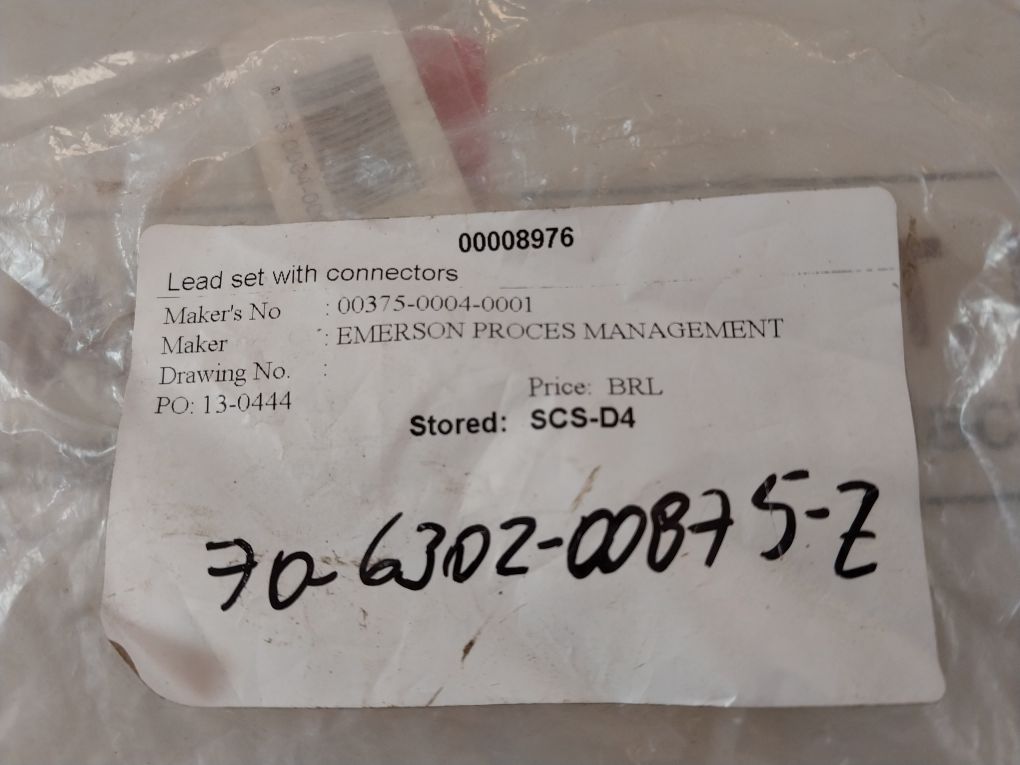 00008976
Lead set with connectors
Maker's No : 00375-0004-0001
Maker : EMERSON PROCES MANAGEMENT
Drawing No. :
PO: 13-0444 Price: BRL
Stored: SCS-D4
70-6302-00875-Z